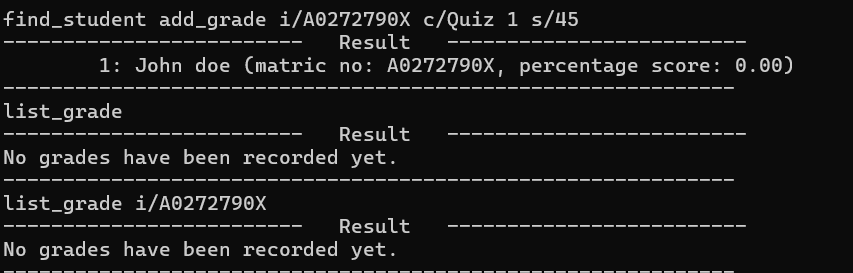 find_student add_grade i/A0272790X c/Quiz 1 s/45
-------------------------   Result   -------------------------
        1: John doe (matric no: A0272790X, percentage score: 0.00)
-------------------------------------------------------------
list_grade
-------------------------   Result   -------------------------
No grades have been recorded yet.
-------------------------------------------------------------
list_grade i/A0272790X
-------------------------   Result   -------------------------
No grades have been recorded yet.
-------------------------------------------------------------